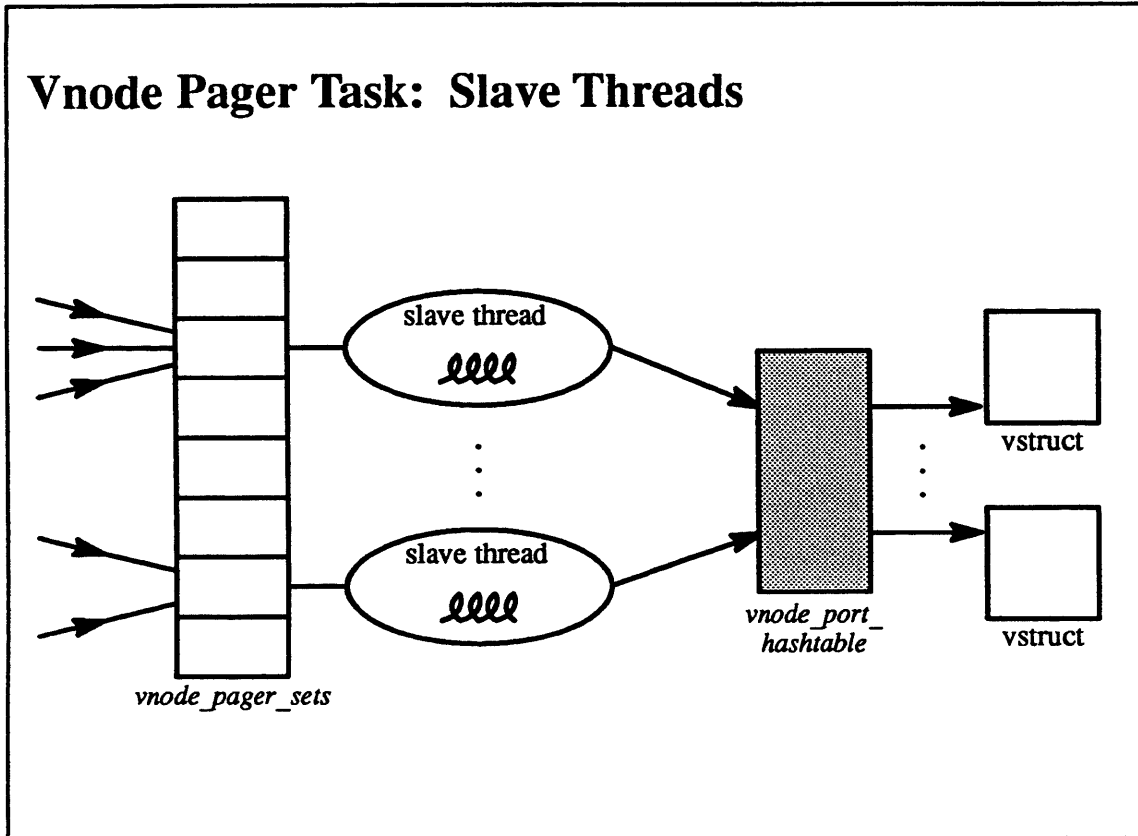 Vnode Pager Task: Slave Threads
slave thread
slave thread
vstruct
vstruct
vnode_port_
hashtable
vnode_pager_sets